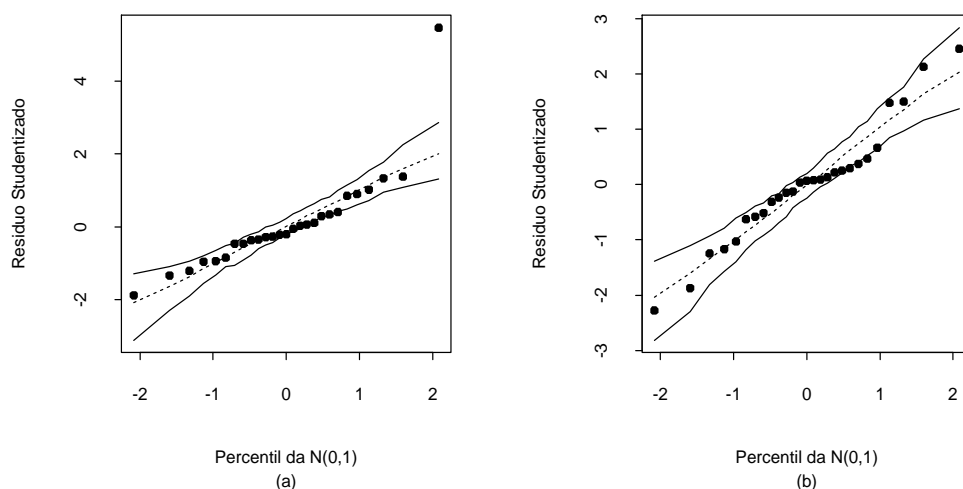 Residuo Studentizado
4
2
0
-2
-2 -1 0 1 2
Percentil da N(0,1)
(a)
Residuo Studentizado
3
2
1
0
-1
-2
-3
-2 -1 0 1 2
Percentil da N(0,1)
(b)